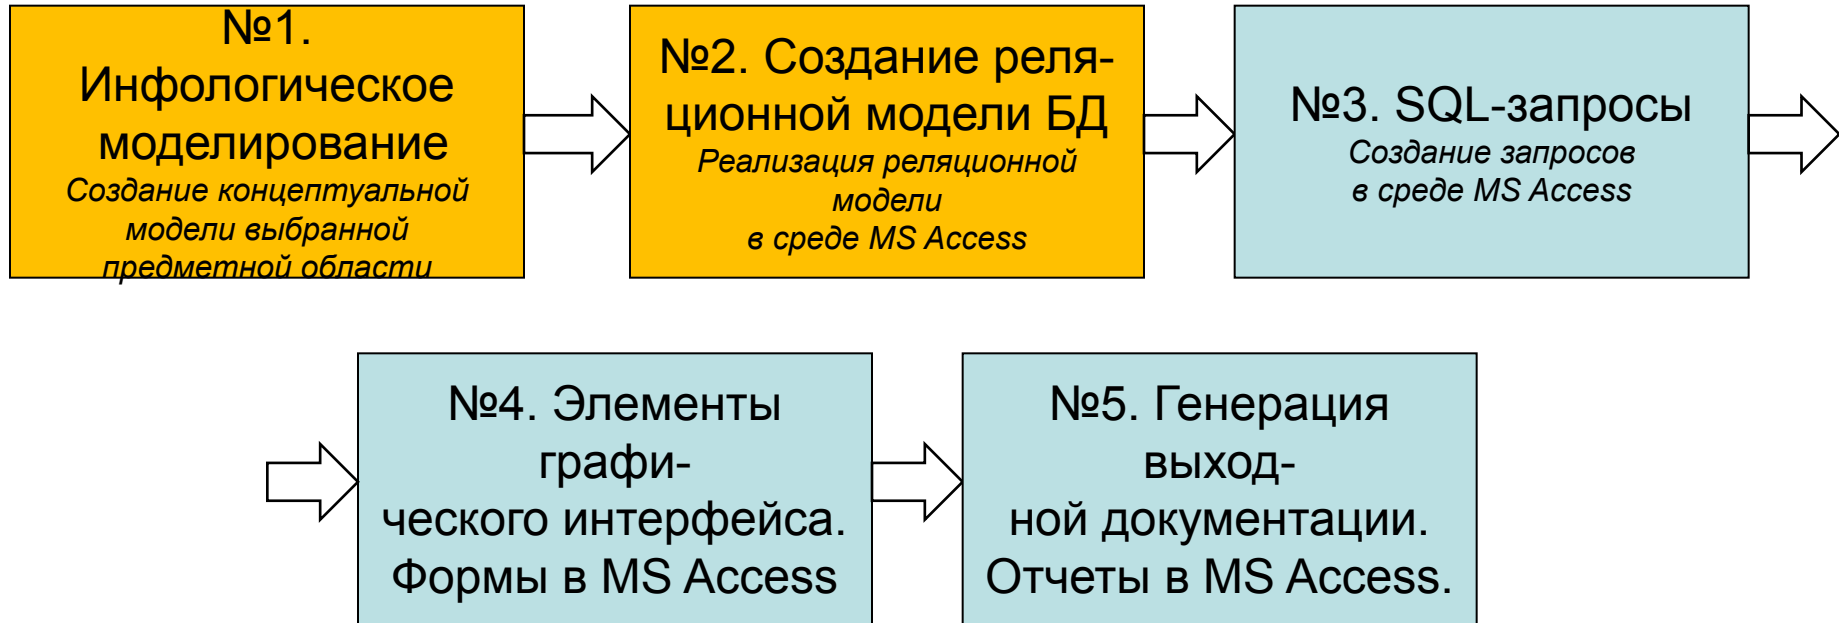 №1.
Инфологическое
моделирование
Создание концептуальной
модели выбранной
предметной области
№2. Создание реля-
ционной модели БД
Реализация реляционной
модели
в среде MS Access
№3. SQL-запросы
Создание запросов
в среде MS Access
№4. Элементы
графи-
ческого интерфейса.
Формы в MS Access
№5. Генерация
выход-
ной документации.
Отчеты в MS Access.